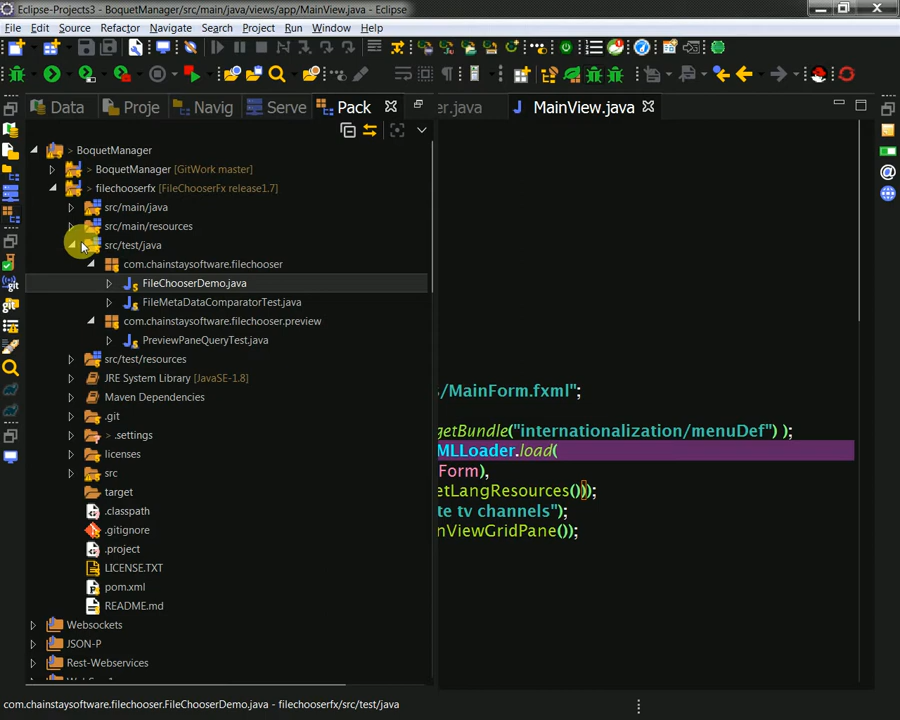 Eclipse-Projects3 - BoquetManager/src/main/java/views/app/MainView.java - Eclipse
File Edit Source Refactor Navigate Search Project Run Window Help
Data Proje Navig Serve Pack er.java MainView.java
> BoquetManager
> BoquetManager [GitWork master]
> filechooserfx [FileChooserFx release1.7]
src/main/java
src/main/resources
src/test/java
com.chainstaysoftware.filechooser
FileChooserDemo.java
FileMetaDataComparatorTest.java
com.chainstaysoftware.filechooser.preview
PreviewPaneQueryTest.java
src/test/resources
JRE System Library [JavaSE-1.8]
Maven Dependencies
.git
> .settings
licenses
src
target
.classpath
.gitignore
.project
LICENSE.TXT
pom.xml
README.md
Websockets
JSON-P
Rest-Webservices
s/MainForm.fxml";
getBundle("internationalization/menuDef") );
MLLoader.load(
Form),
etLangResources());
te tv channels");
nViewGridPane());
com.chainstaysoftware.filechooser.FileChooserDemo.java - filechooserfx/src/test/java